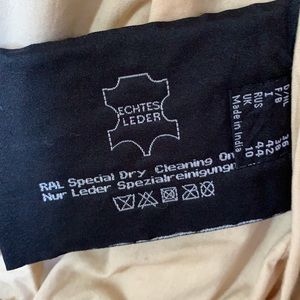 ECHTES
LEDER
RAL Special Dry Cleaning On
Nur Leder Spezialreinigung
D/NL 36
F/B 38
I 42
RUS 44
UK 10
Made in India